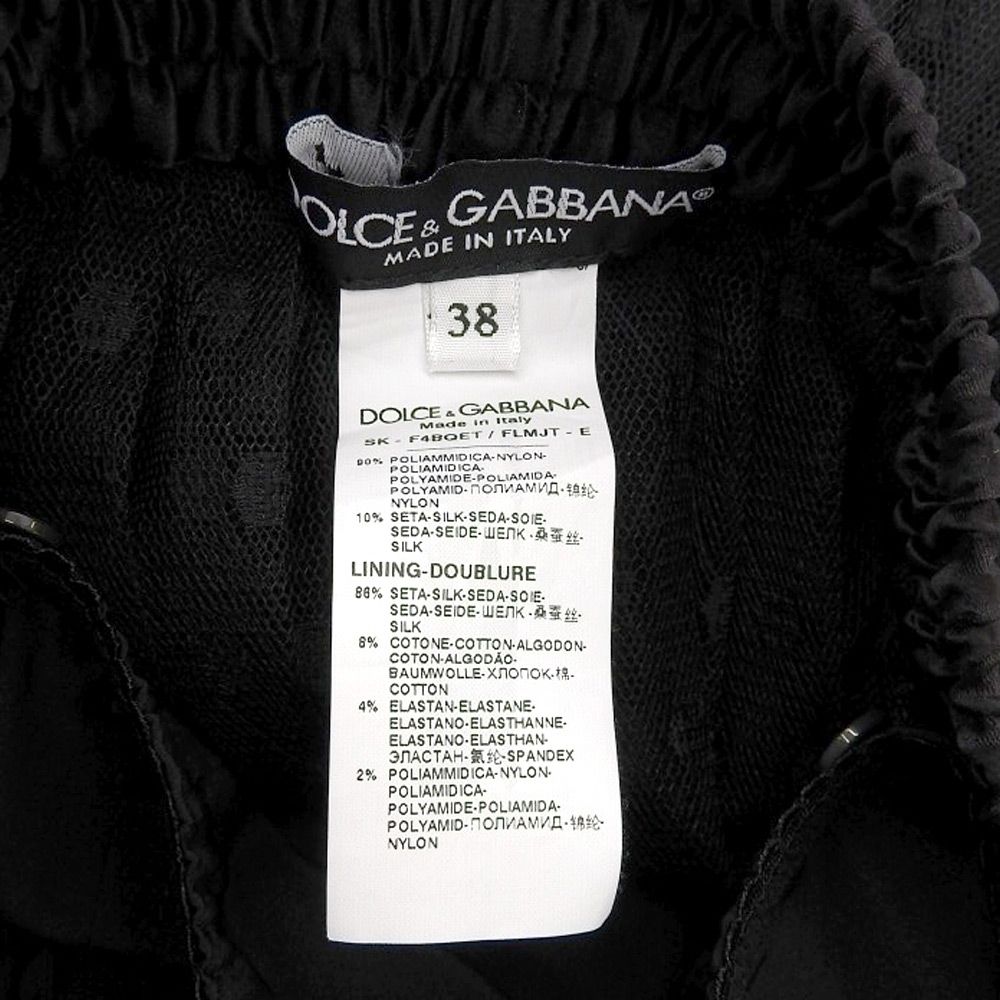 DOLCE & GABBANA®
MADE IN ITALY
38
DOLCE & GABBANA
Made in Italy
SK - F4BQET / FLMJT - E
90% POLIAMMIDICA-NYLON-
POLIAMIDICA-
POLYAMIDE-POLIAMIDA-
POLYAMID-ПОЛИАМИД-锦纶-
NYLON
10% SETA-SILK-SEDA-SOIE-
SEDA-SEIDE-ШЕЛК-桑蚕丝-
SILK
LINING-DOUBLURE
86% SETA-SILK-SEDA-SOIE-
SEDA-SEIDE-ШЕЛК-桑蚕丝-
SILK
8% COTONE-COTTON-ALGODON-
COTON-ALGODÃO-
BAUMWOLLE-ХЛОПОК-棉-
COTTON
4% ELASTAN-ELASTANE-
ELASTANO-ELASTHANNE-
ELASTANO-ELASTHAN-
ЭЛАСТАН-氨纶-SPANDEX
2% POLIAMMIDICA-NYLON-
POLIAMIDICA-
POLYAMIDE-POLIAMIDA-
POLYAMID-ПОЛИАМИД-锦纶-
NYLON